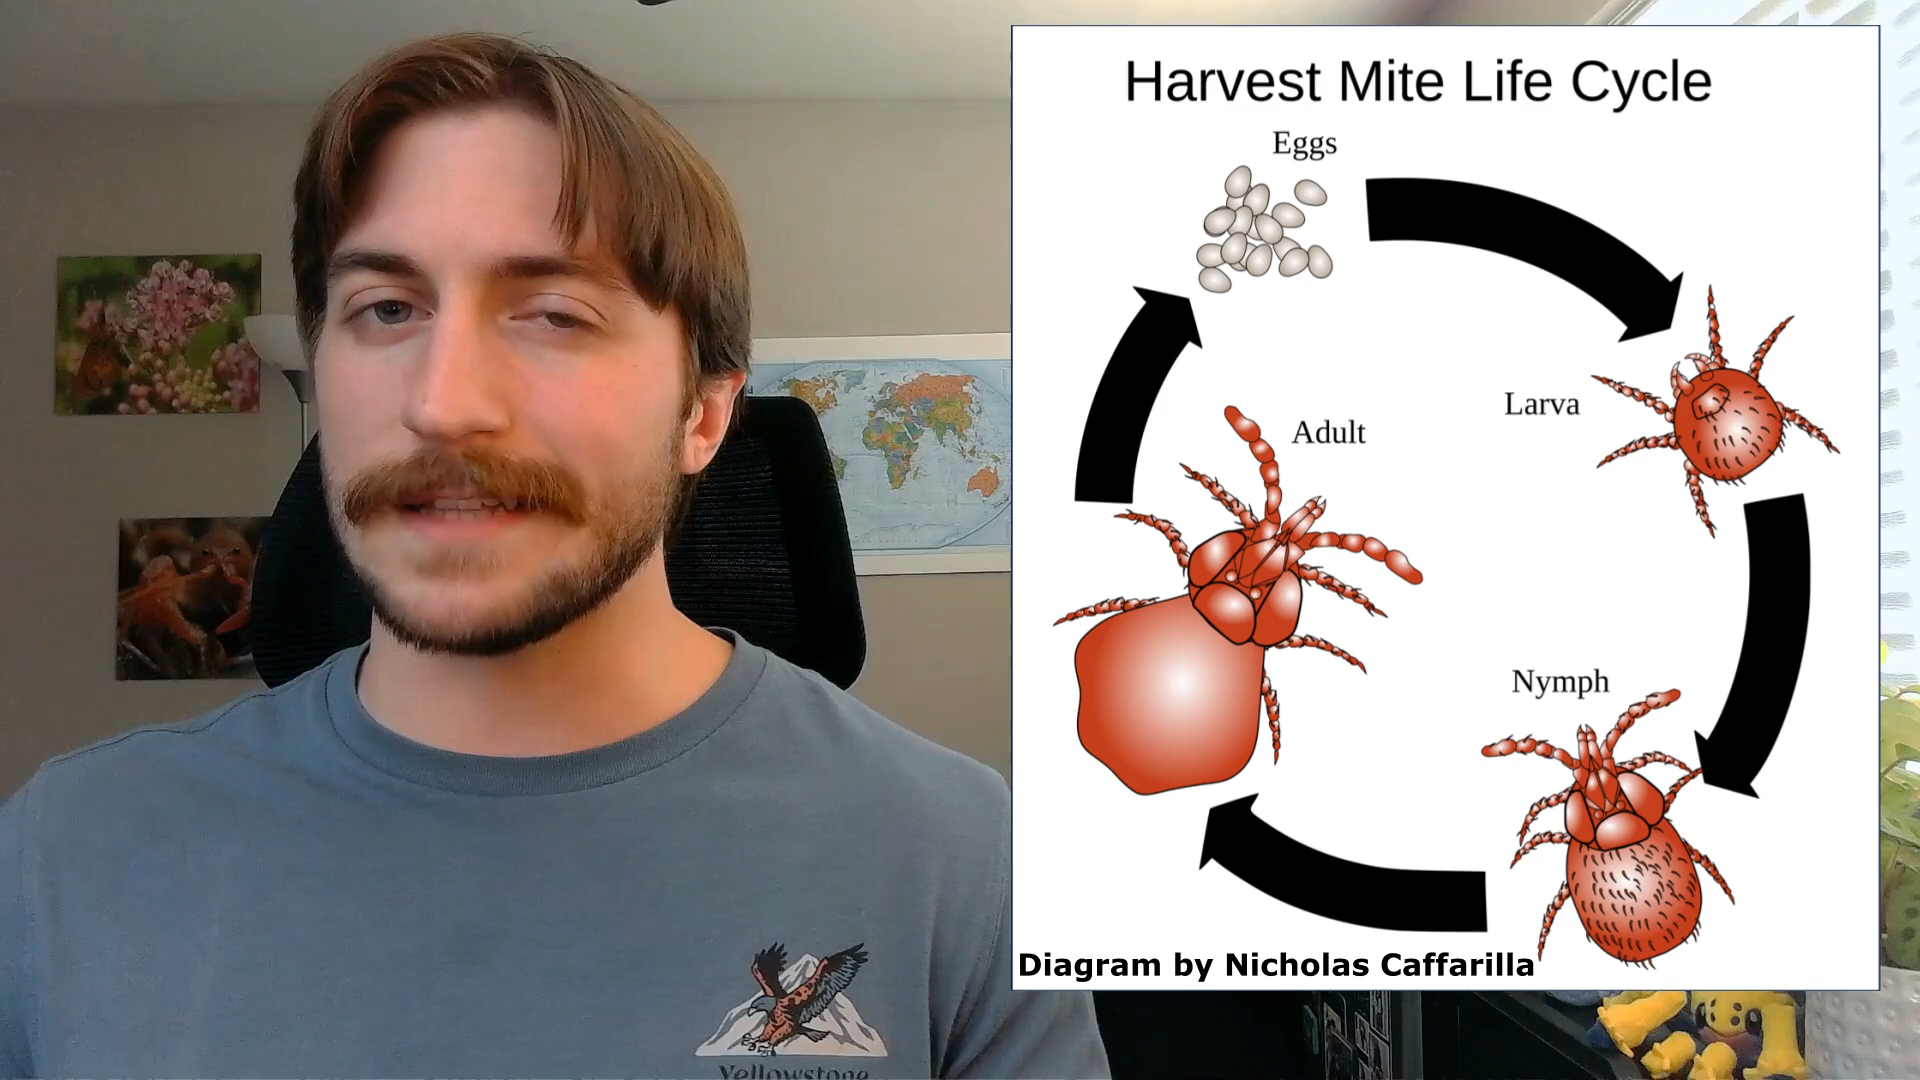 Harvest Mite Life Cycle
Eggs
Larva
Adult
Nymph
Diagram by Nicholas Caffarilla
Yellowstone